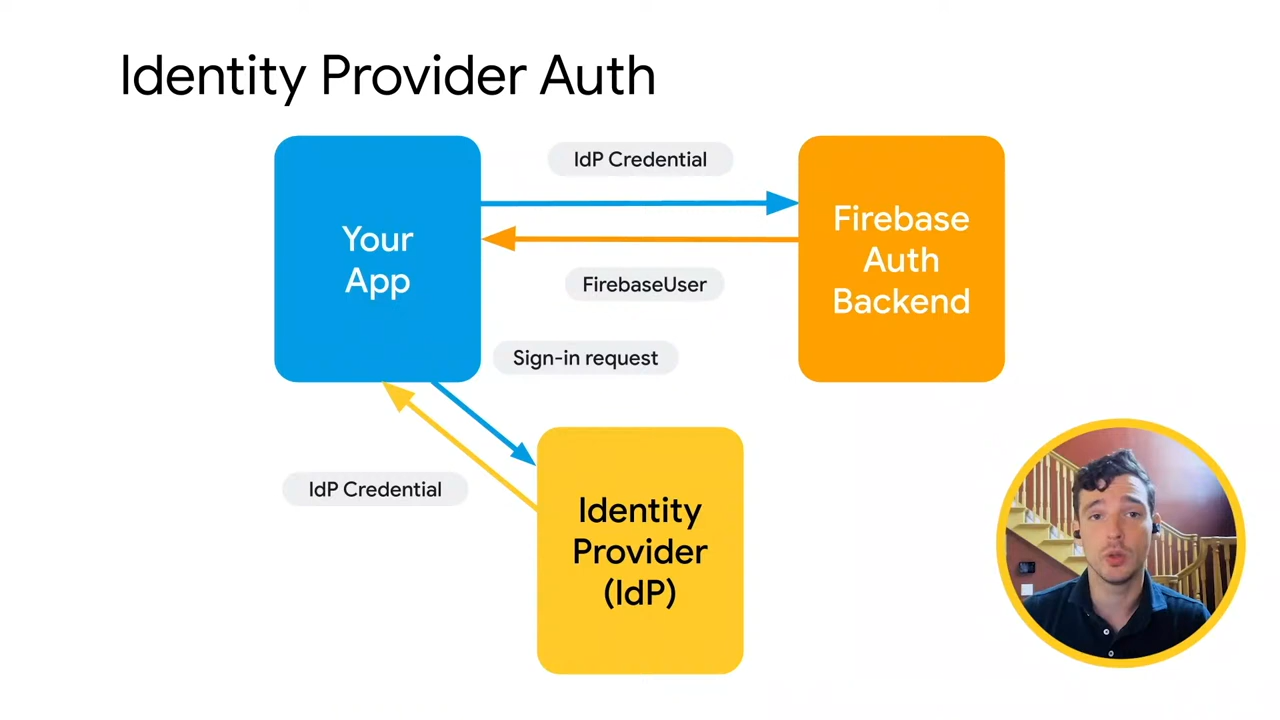 Identity Provider Auth
IdP Credential
Your
App
Firebase
Auth
Backend
FirebaseUser
Sign-in request
IdP Credential
Identity
Provider
(IdP)